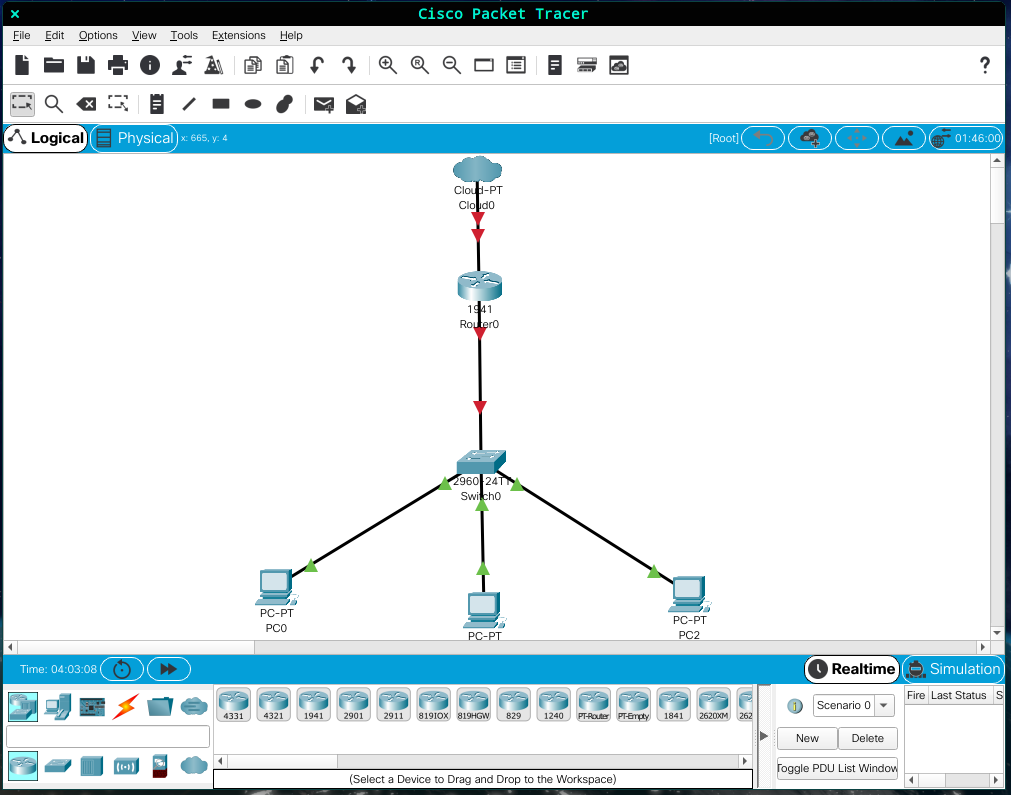 Cisco Packet Tracer
File Edit Options View Tools Extensions Help
R
?
Logical Physical x: 665, y: 4 [Root] 01:46:00
Cloud-PT
Cloud0
1941
Router0
2960-24TT
Switch0
PC-PT
PC0
PC-PT
PC-PT
PC2
Time: 04:03:08 Realtime Simulation
4331 4321 1941 2901 2911 819IOX 819HGW 829 1240 PT-Router PT-Empty 1841 2620XM 262
Scenario 0
New Delete
Toggle PDU List Window
Fire Last Status S
(Select a Device to Drag and Drop to the Workspace)